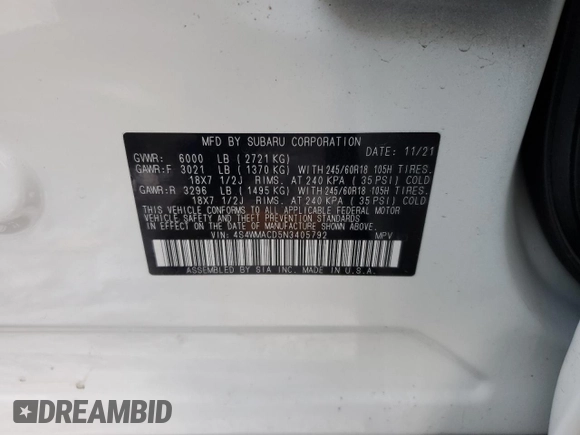 MFD BY SUBARU CORPORATION
GVWR: 6000 LB (2721 KG) DATE: 11/21
GAWR:F 3021 LB (1370 KG) WITH 245/60R18 105H TIRES.
18X7 1/2J RIMS. AT 240 KPA (35 PSI) COLD
GAWR:R 3296 LB (1495 KG) WITH 245/60R18 105H TIRES.
18X7 1/2J RIMS. AT 240 KPA (35 PSI) COLD
THIS VEHICLE CONFORMS TO ALL APPLICABLE FEDERAL MOTOR
VEHICLE SAFETY AND THEFT PREVENTION STANDARDS
IN EFFECT ON THE DATE OF MANUFACTURE SHOWN ABOVE.
VIN: 4S4WMACD5N3405792 MPV
ASSEMBLED BY SIA INC. IN U.S.A.
DREAMBID